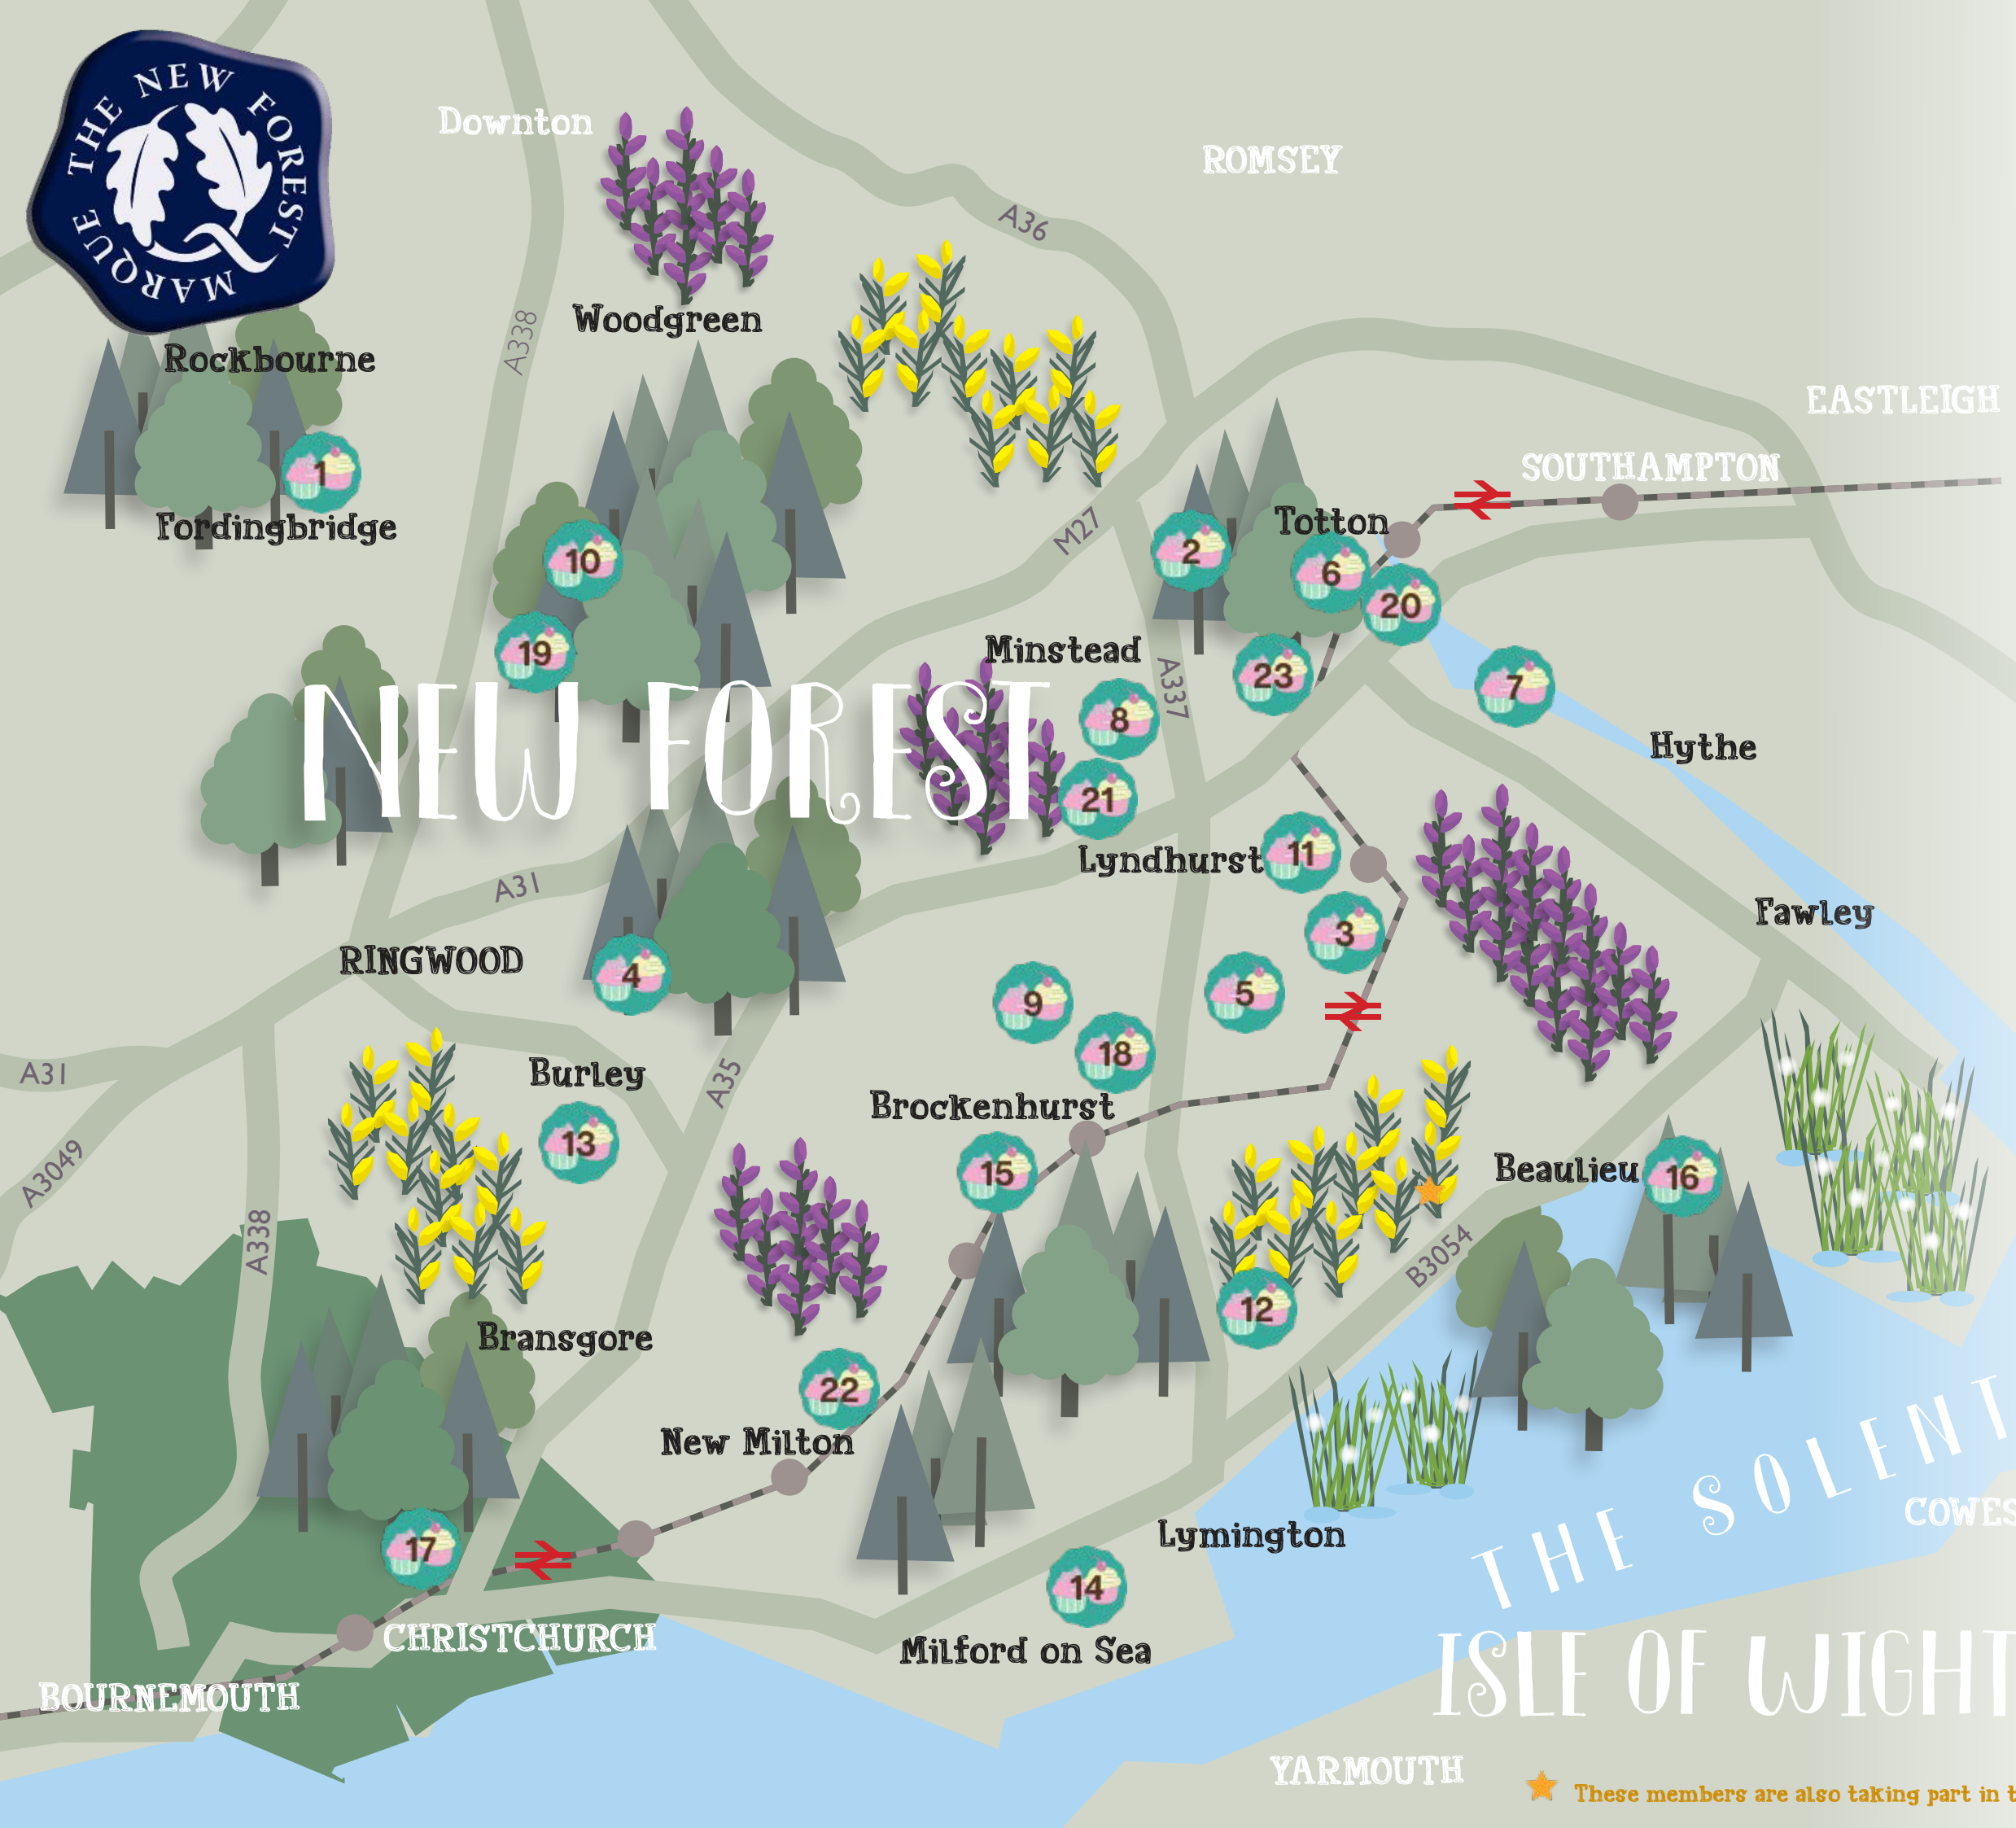 THE NEW FOREST MARQUE
Downton
ROMSEY
A36
Woodgreen
A338
Rockbourne
EASTLEIGH
SOUTHAMPTON
1
Fordingbridge
Totton
M27
2
10
6
20
19
Minstead
23
7
A337
8
Hythe
NEW FOREST
21
Lyndhurst
11
A31
Fawley
3
RINGWOOD
4
5
9
18
A31
Burley
A35
Brockenhurst
13
A3049
15
Beaulieu
16
A338
B3054
12
Bransgore
22
New Milton
THE SOLENT
COWES
Lymington
17
14
CHRISTCHURCH
Milford on Sea
ISLE OF WIGHT
BOURNEMOUTH
YARMOUTH
These members are also taking part in t